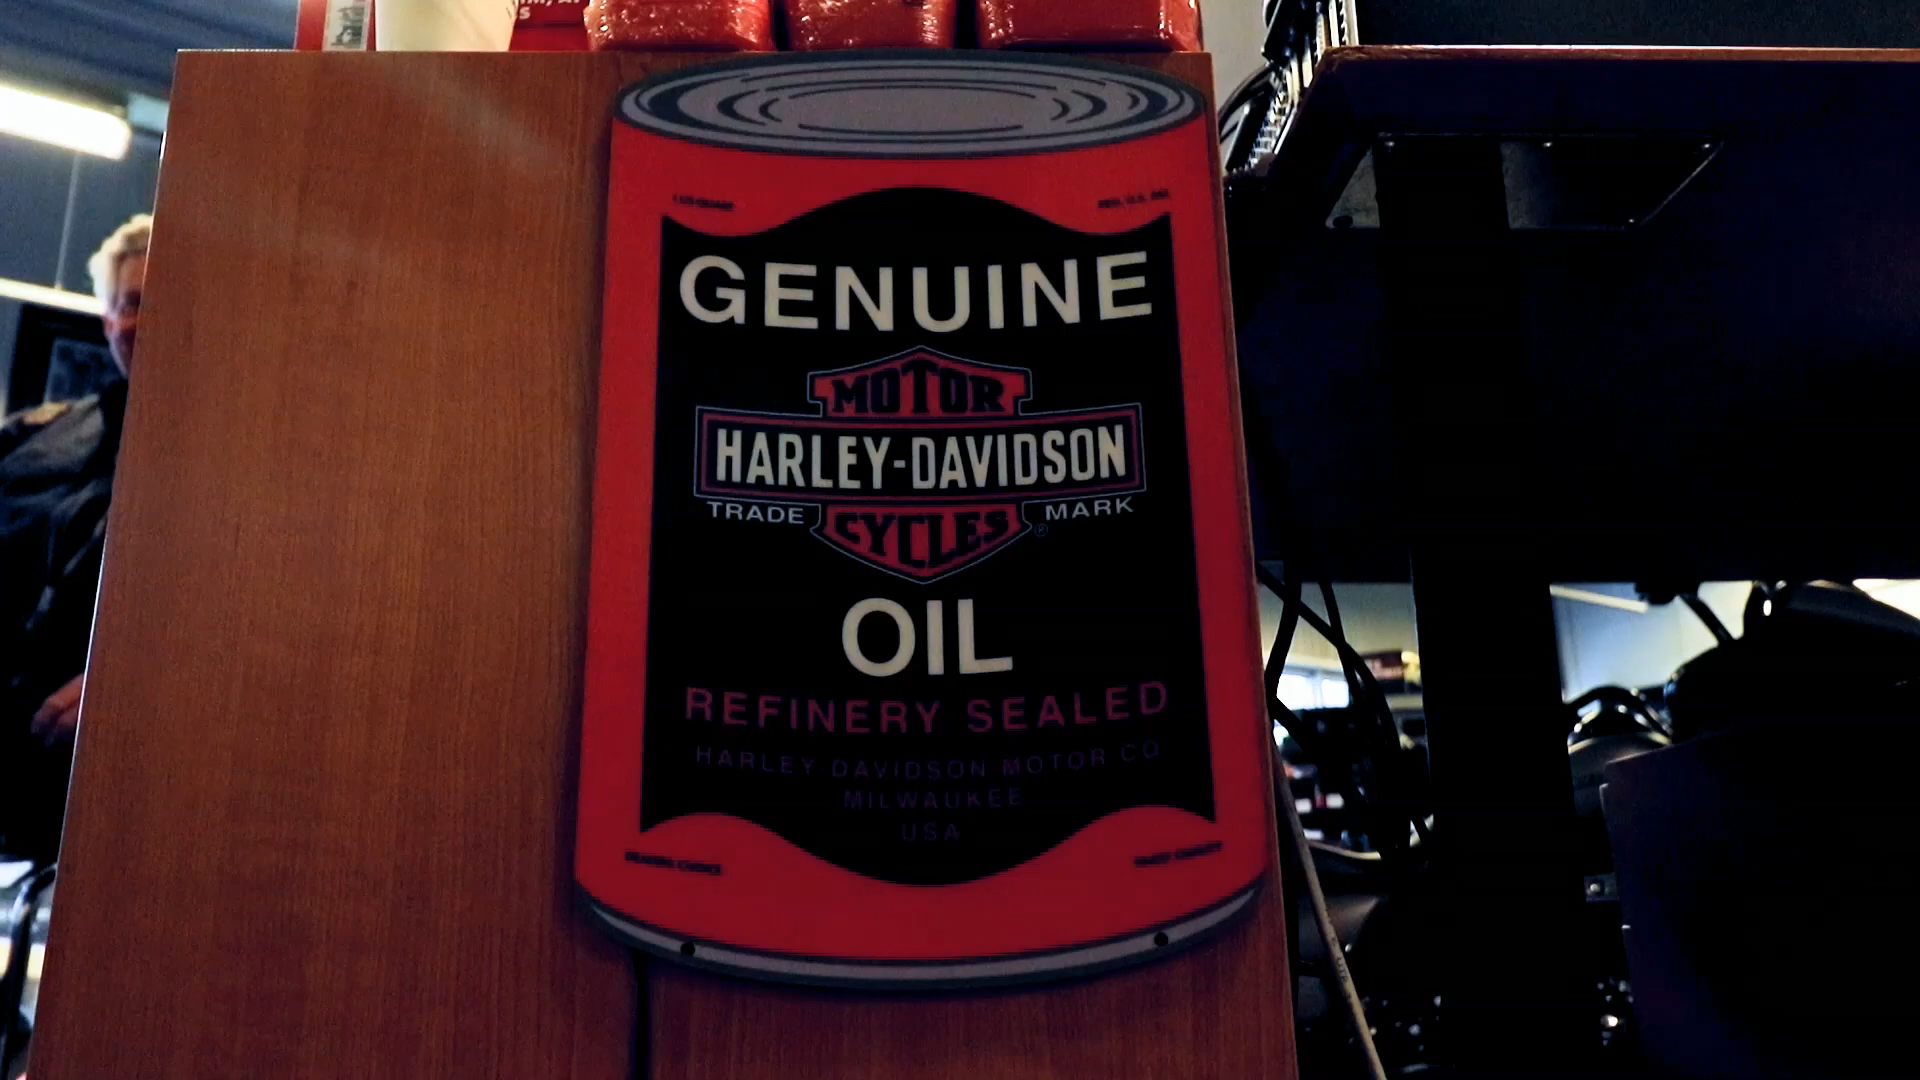 GENUINE
MOTOR
HARLEY-DAVIDSON
TRADE MARK
CYCLES ®
OIL
REFINERY SEALED
HARLEY-DAVIDSON MOTOR CO
MILWAUKEE
USA